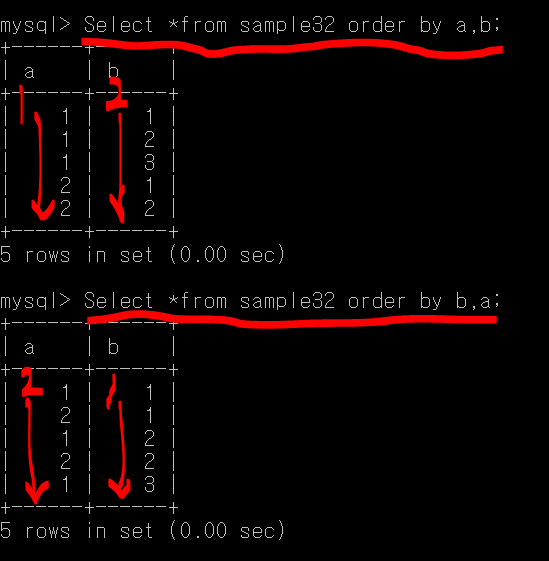 mysql> Select *from sample32 order by a,b;
+------+------+
| a    | b    |
+------+------+
1 2
|    1 |    1 |
|    1 |    2 |
|    1 |    3 |
|    2 |    1 |
|    2 |    2 |
+------+------+
5 rows in set (0.00 sec)
mysql> Select *from sample32 order by b,a;
+------+------+
| a    | b    |
+------+------+
2 1
|    1 |    1 |
|    2 |    1 |
|    1 |    2 |
|    2 |    2 |
|    1 |    3 |
+------+------+
5 rows in set (0.00 sec)